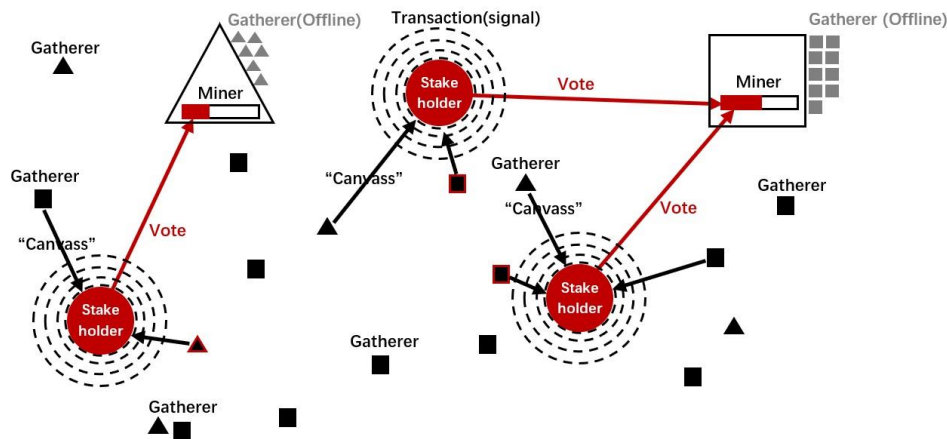 Gatherer(Offline)
Transaction(signal)
Gatherer (Offline)
Gatherer
Miner
Stake
holder
Vote
Miner
Gatherer
"Canvass"
Gatherer
Gatherer
"Canvass"
Vote
"Canvass"
Vote
Stake
holder
Stake
holder
Gatherer
Gatherer